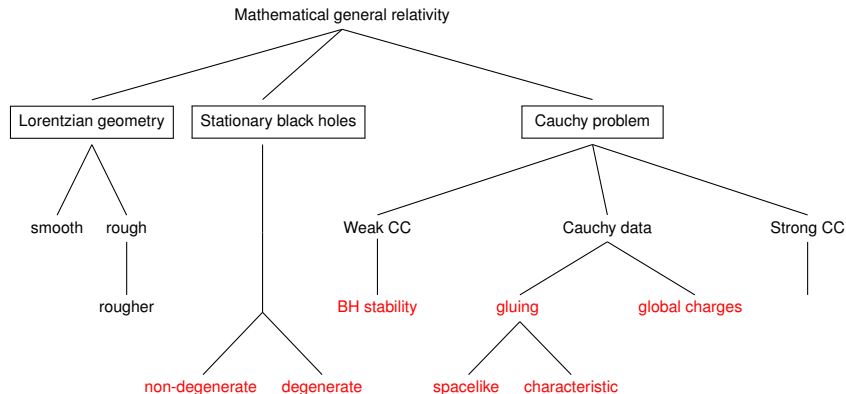 Mathematical general relativity
Lorentzian geometry
Stationary black holes
Cauchy problem
smooth
rough
Weak CC
Cauchy data
Strong CC
rougher
BH stability
gluing
global charges
non-degenerate
degenerate
spacelike
characteristic